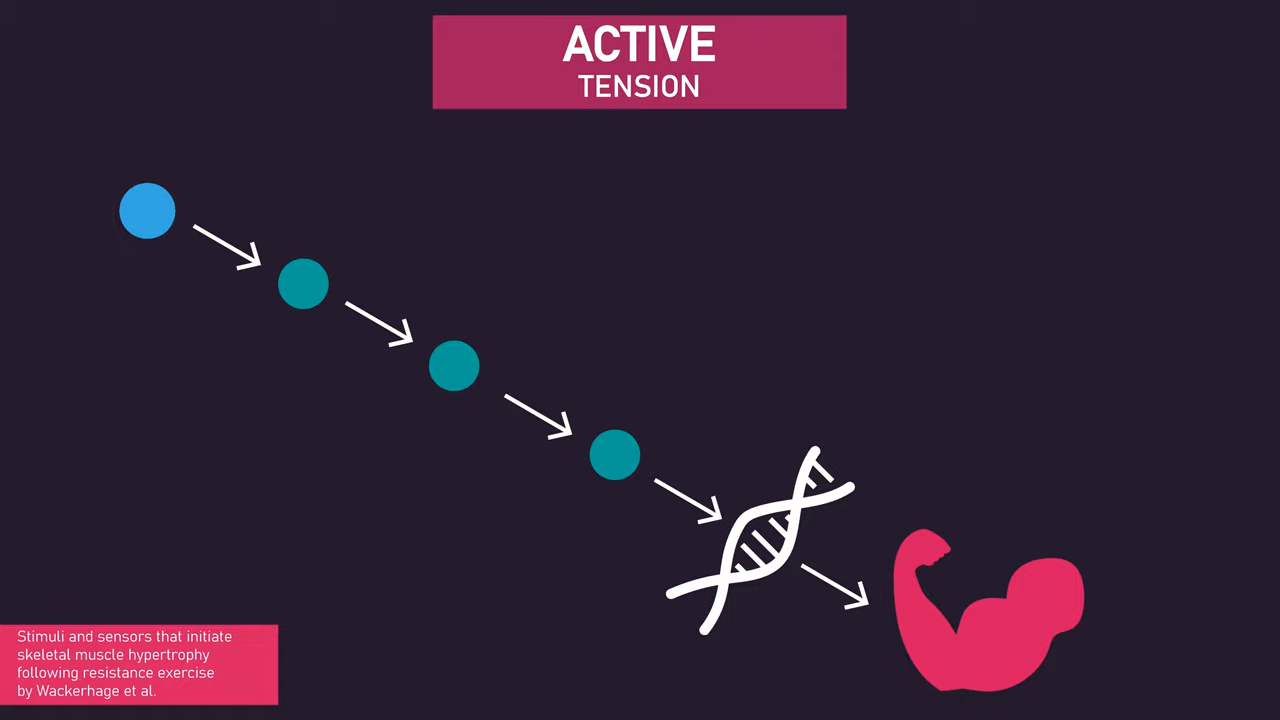 ACTIVE
TENSION
Stimuli and sensors that initiate
skeletal muscle hypertrophy
following resistance exercise
by Wackerhage et al.